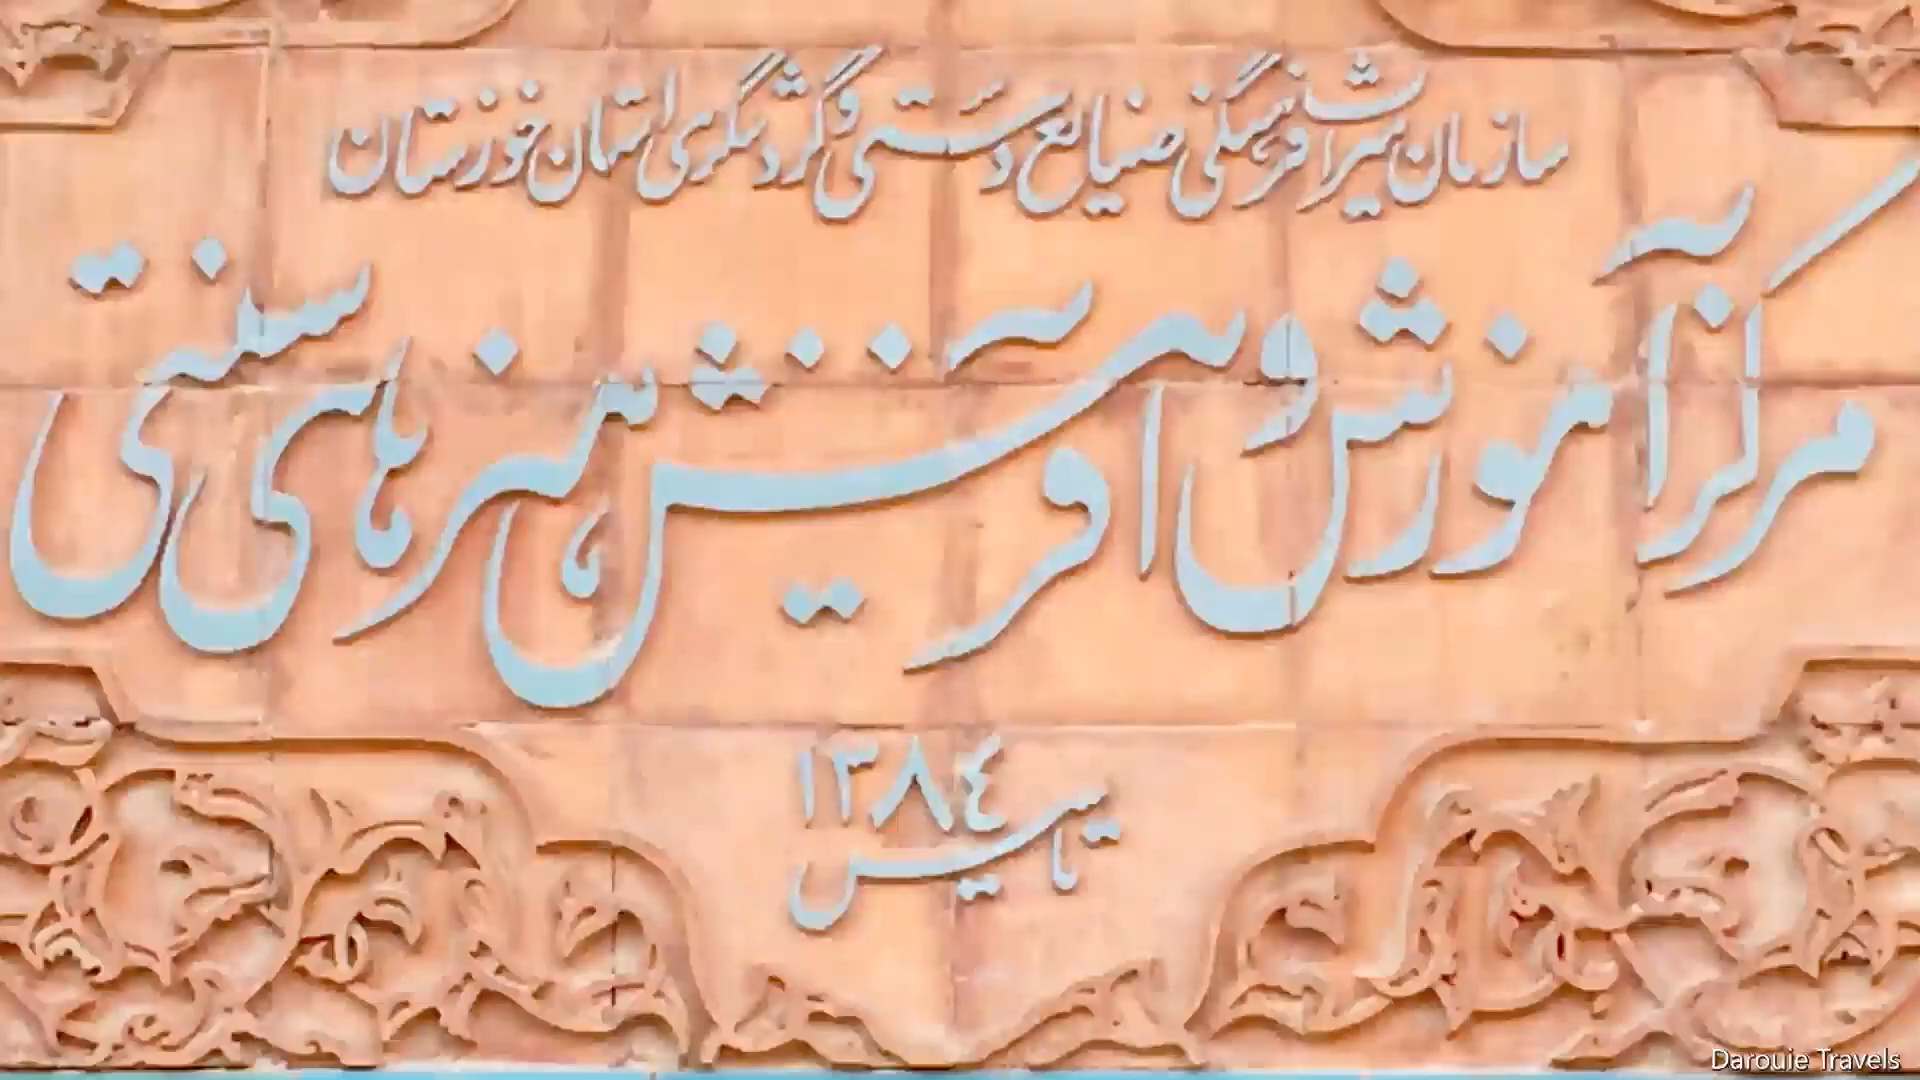 سازمان میراث فرهنگی صنایع دستی و گردشگری استان خوزستان
مرکز آموزش و آفرینش هنرهای سنتی
تاسیس ۱۳۸۴
Darouie Travels